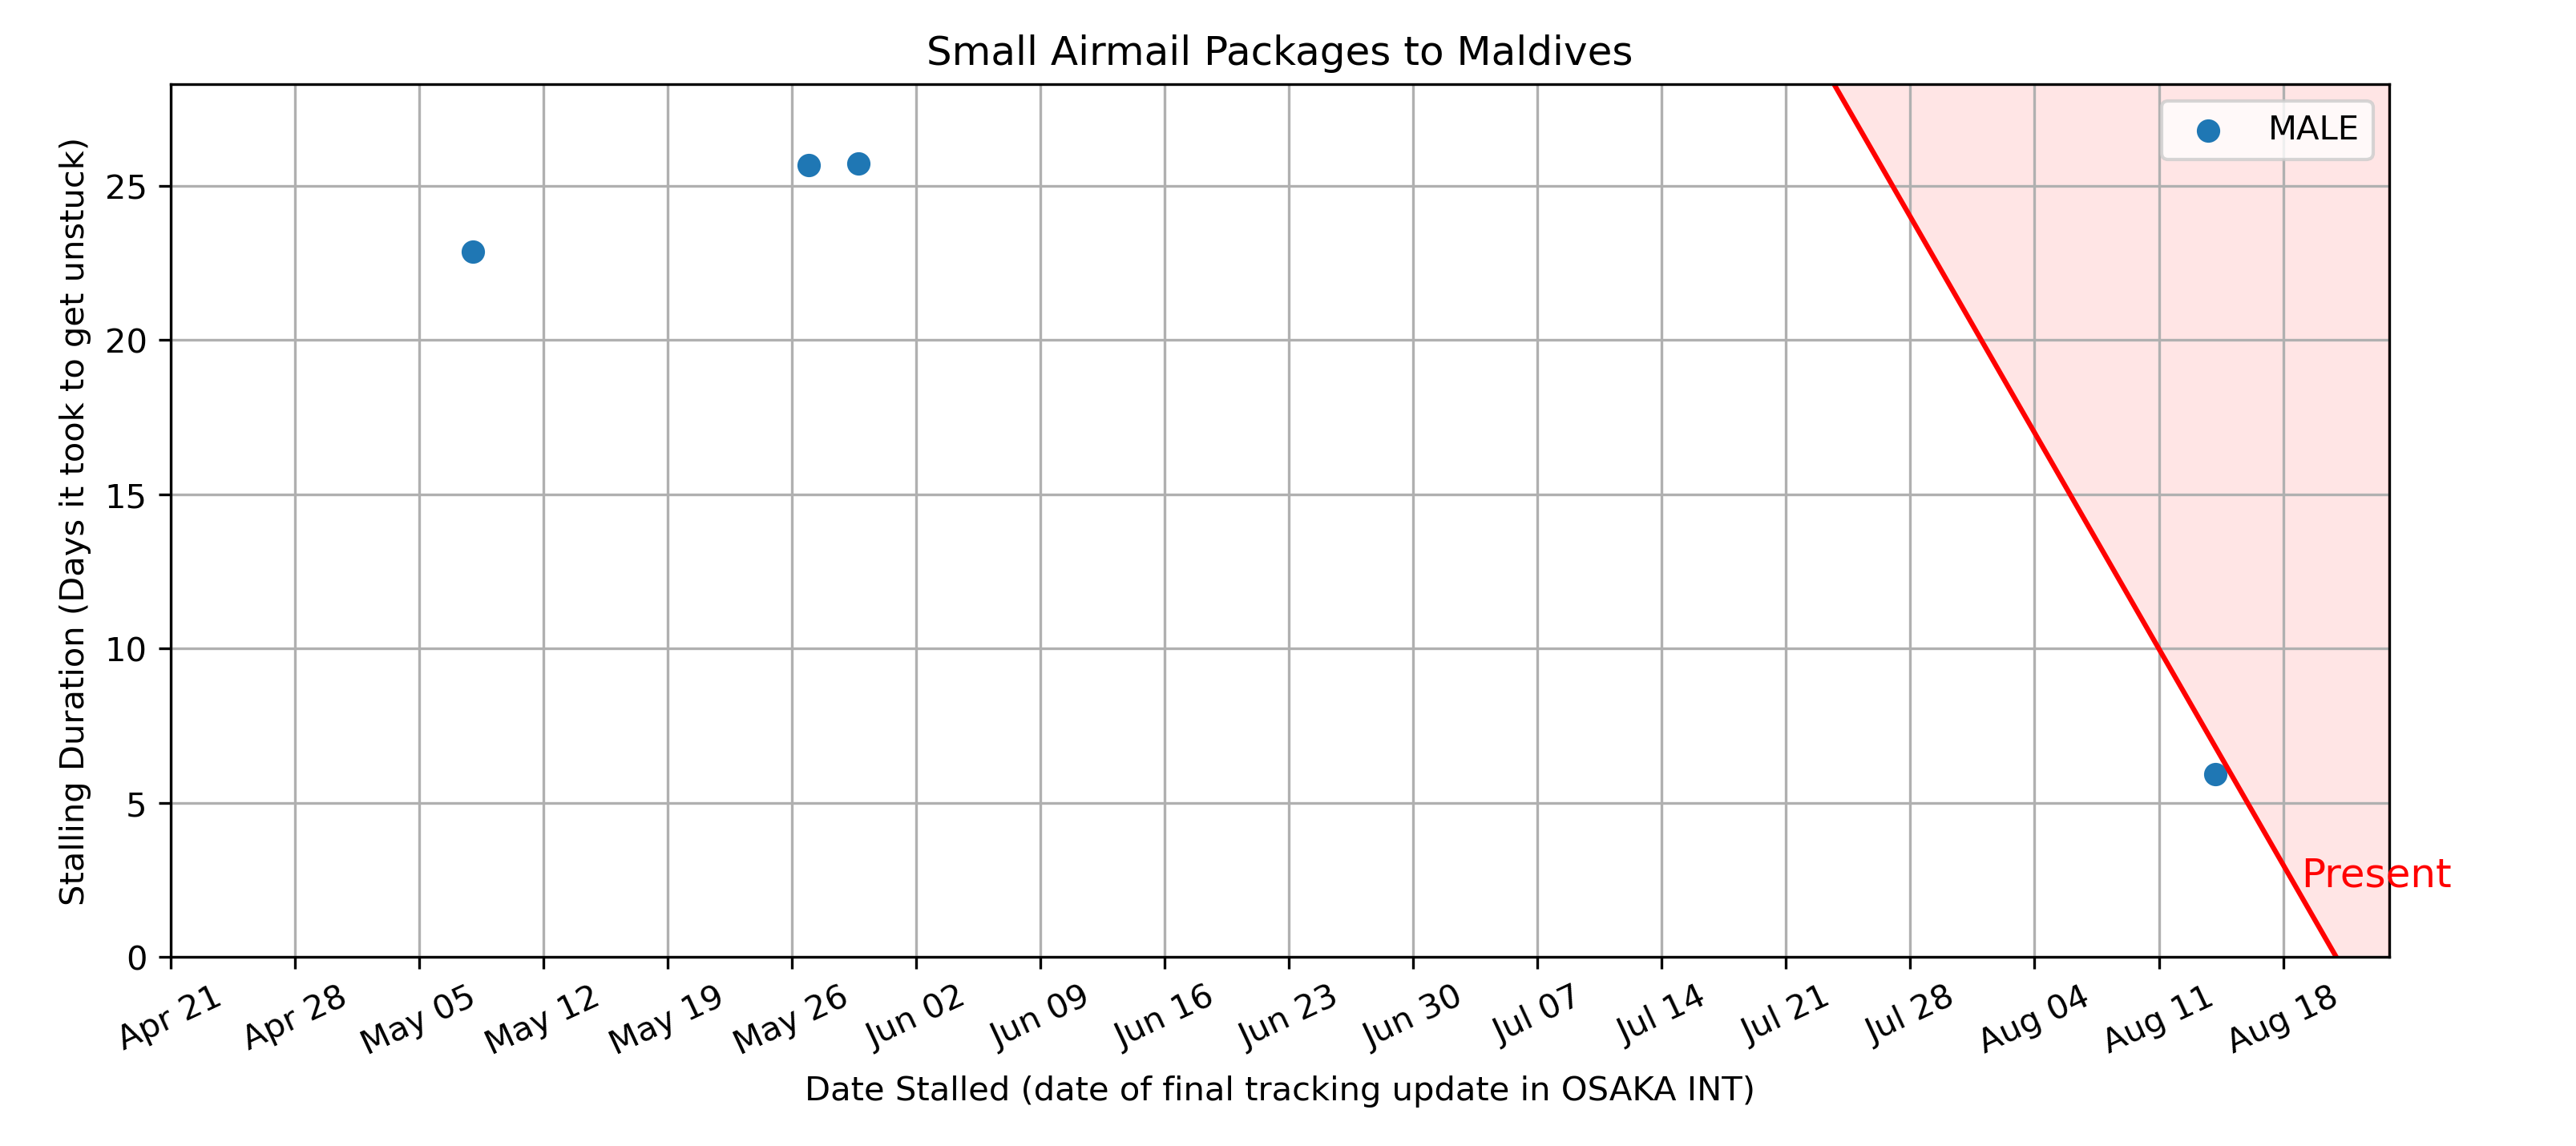 Small Airmail Packages to Maldives
MALE
Stalling Duration (Days it took to get unstuck)
25
20
15
10
5
0
Present
Apr 21
Apr 28
May 05
May 12
May 19
May 26
Jun 02
Jun 09
Jun 16
Jun 23
Jun 30
Jul 07
Jul 14
Jul 21
Jul 28
Aug 04
Aug 11
Aug 18
Date Stalled (date of final tracking update in OSAKA INT)